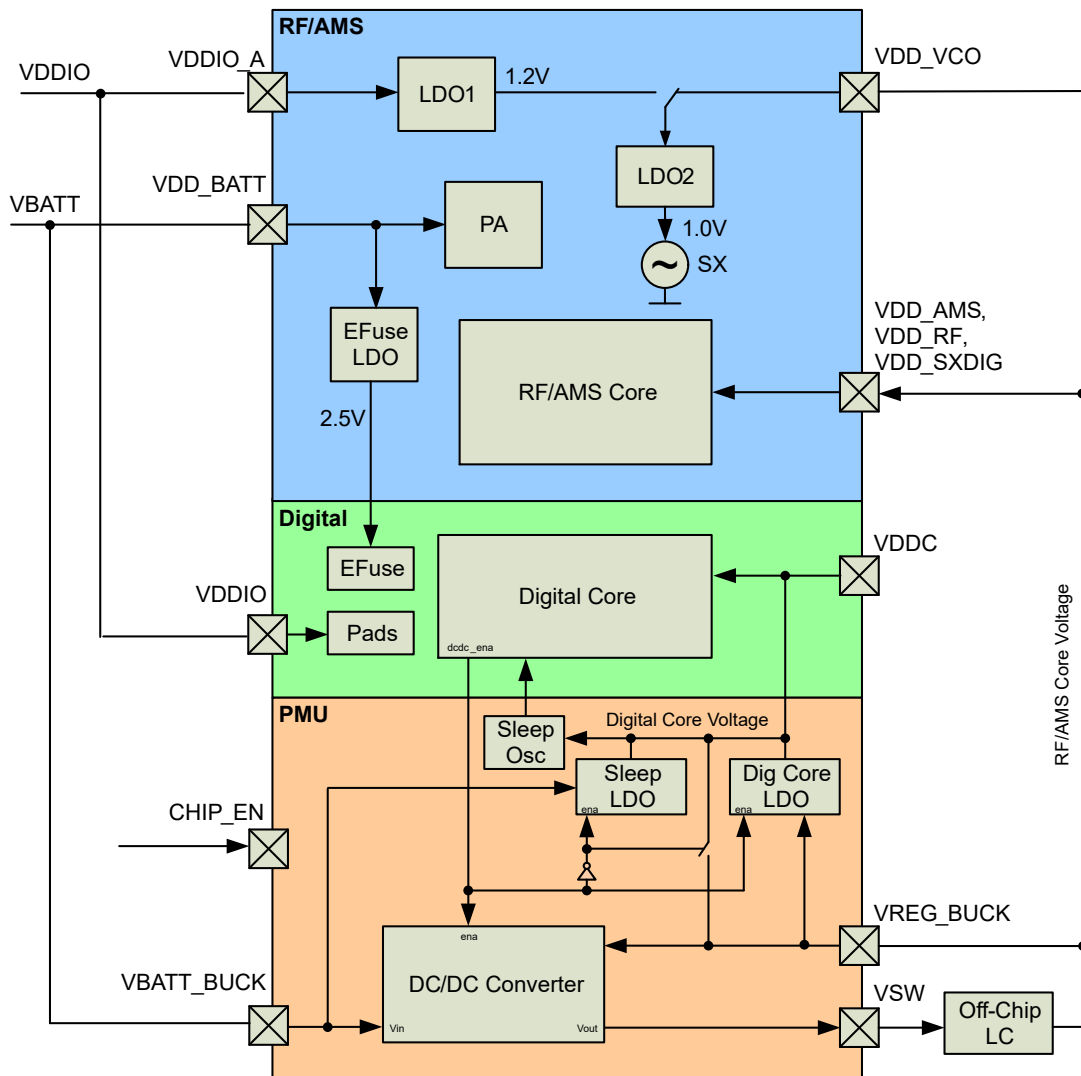 RF/AMS
VDDIO_A
VDDIO
LDO1
1.2V
VDD_VCO
VDD_BATT
VBATT
PA
LDO2
1.0V
SX
EFuse
LDO
2.5V
RF/AMS Core
VDD_AMS,
VDD_RF,
VDD_SXDIG
Digital
EFuse
Digital Core
dcdc_ena
VDDC
VDDIO
Pads
RF/AMS Core Voltage
PMU
Sleep
Osc
Digital Core Voltage
Sleep
LDO
ena
Dig Core
LDO
ena
CHIP_EN
ena
DC/DC Converter
Vin
Vout
VREG_BUCK
VBATT_BUCK
VSW
Off-Chip
LC